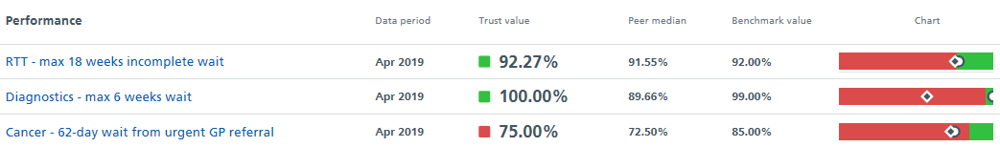 Performance Data period Trust value Peer median Benchmark value Chart
RTT - max 18 weeks incomplete wait Apr 2019 92.27% 91.55% 92.00%
Diagnostics - max 6 weeks wait Apr 2019 100.00% 89.66% 99.00%
Cancer - 62-day wait from urgent GP referral Apr 2019 75.00% 72.50% 85.00%